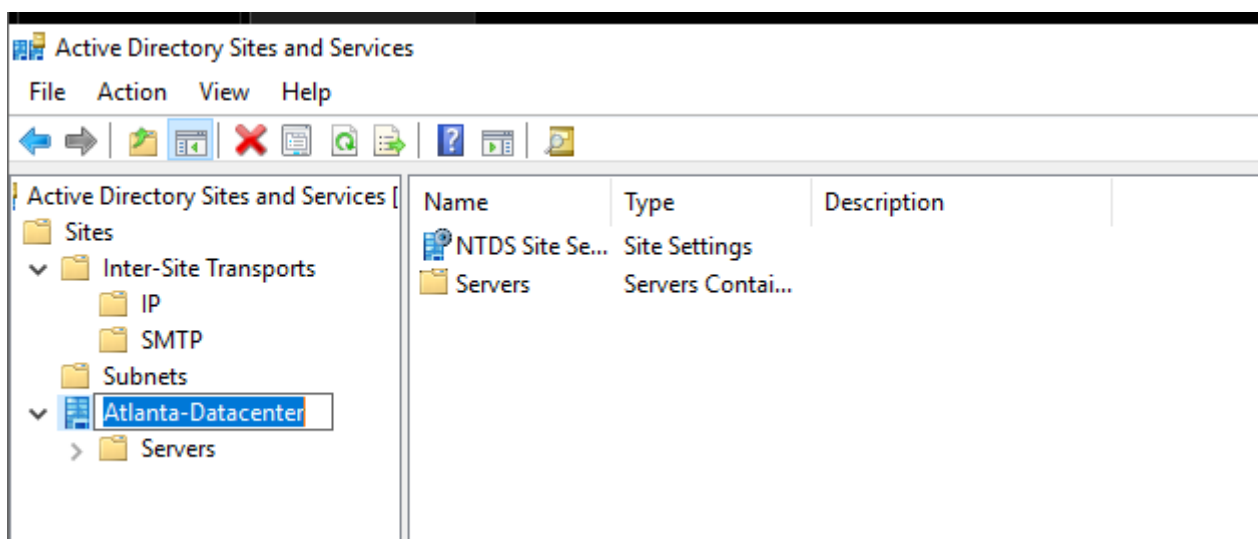 Active Directory Sites and Services
File Action View Help
Active Directory Sites and Services [
Name Type Description
Sites
NTDS Site Se... Site Settings
Inter-Site Transports
Servers Servers Contai...
IP
SMTP
Subnets
Atlanta-Datacenter
Servers